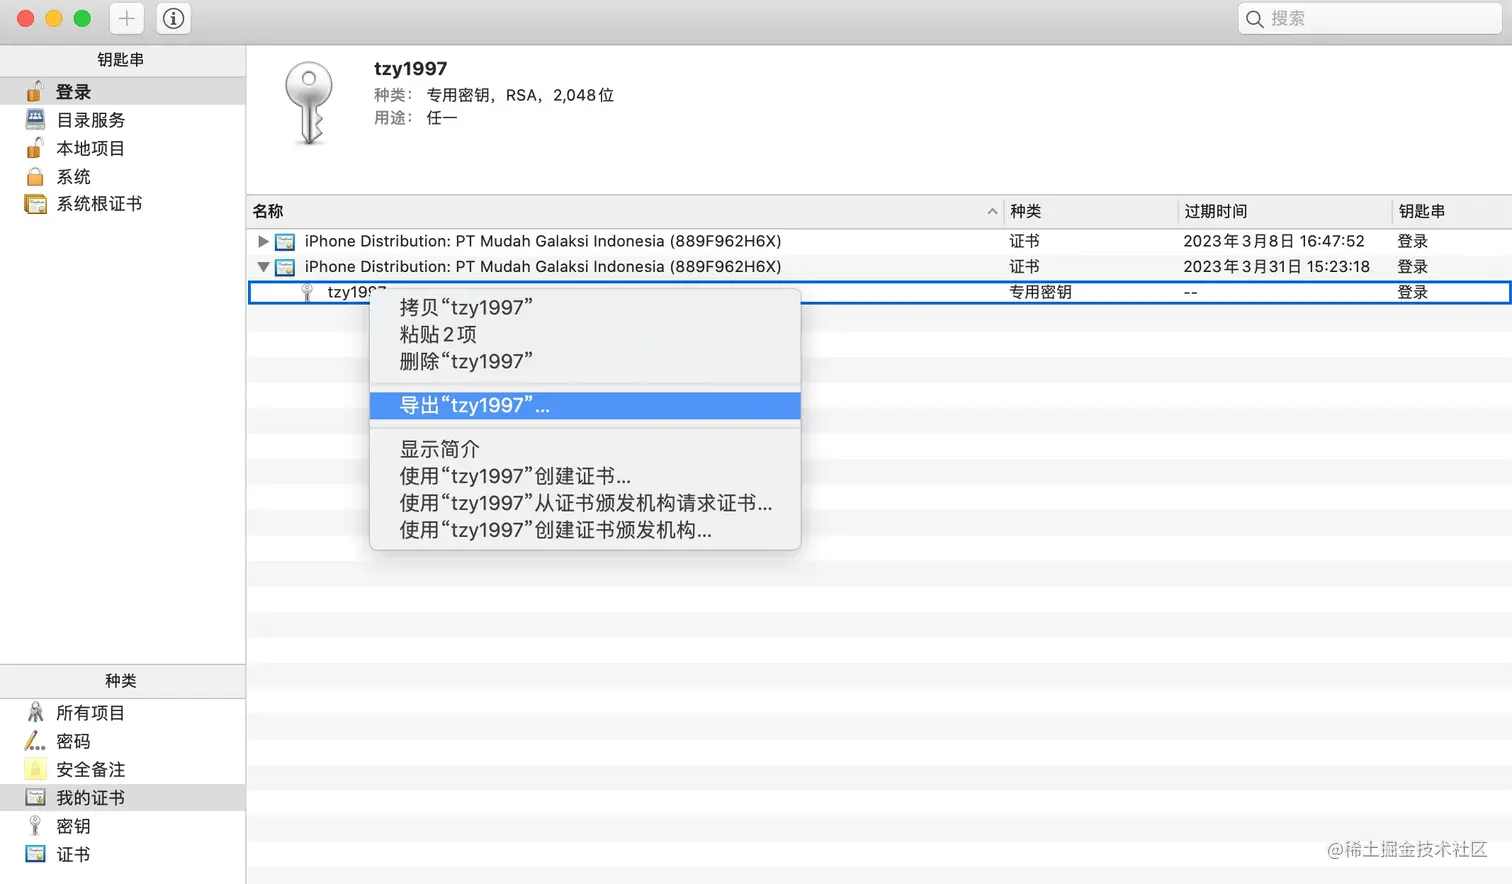 搜索
钥匙串
登录
目录服务
本地项目
系统
系统根证书
tzy1997
种类： 专用密钥，RSA，2,048位
用途： 任一
名称 种类 过期时间 钥匙串
iPhone Distribution: PT Mudah Galaksi Indonesia (889F962H6X) 证书 2023年3月8日 16:47:52 登录
iPhone Distribution: PT Mudah Galaksi Indonesia (889F962H6X) 证书 2023年3月31日 15:23:18 登录
tzy1997 专用密钥 -- 登录
拷贝“tzy1997”
粘贴2项
删除“tzy1997”
导出“tzy1997”...
显示简介
使用“tzy1997”创建证书...
使用“tzy1997”从证书颁发机构请求证书...
使用“tzy1997”创建证书颁发机构...
种类
所有项目
密码
安全备注
我的证书
密钥
证书
@稀土掘金技术社区